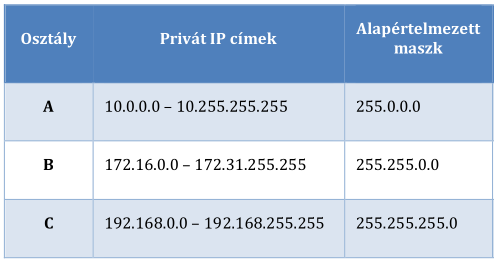 Osztály Privát IP címek Alapértelmezett
maszk
A 10.0.0.0 – 10.255.255.255 255.0.0.0
B 172.16.0.0 – 172.31.255.255 255.255.0.0
C 192.168.0.0 – 192.168.255.255 255.255.255.0